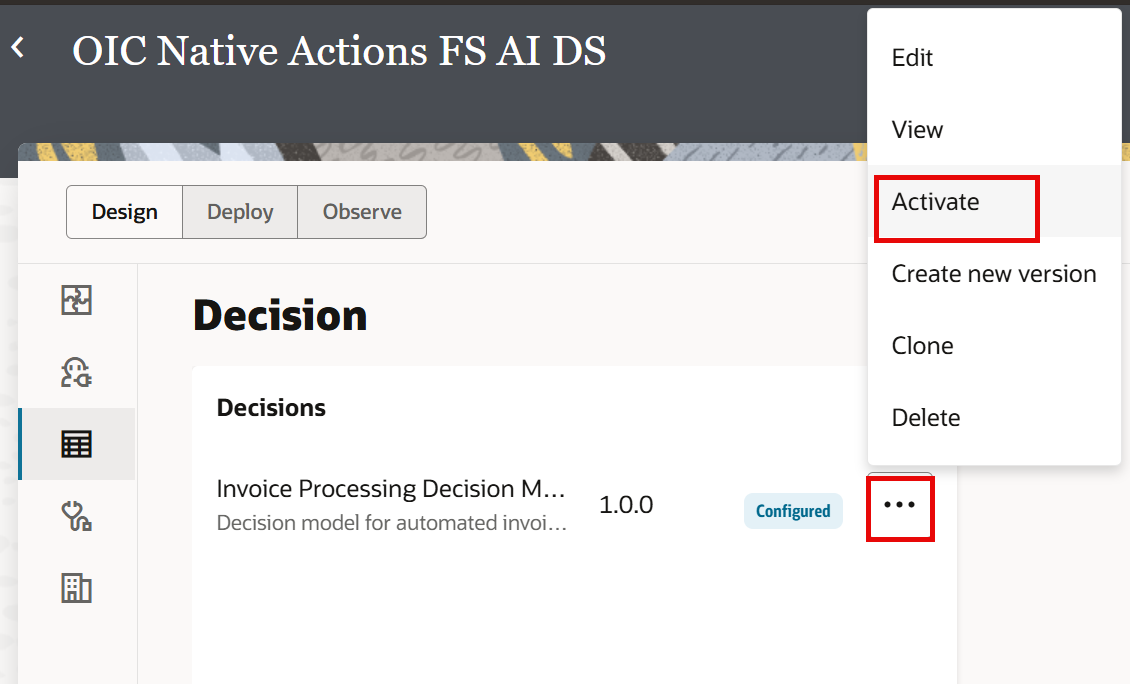 OIC Native Actions FS AI DS
Edit
View
Activate
Create new version
Clone
Delete
Design
Deploy
Observe
Decision
Decisions
Invoice Processing Decision M...
Decision model for automated invoi...
1.0.0
Configured